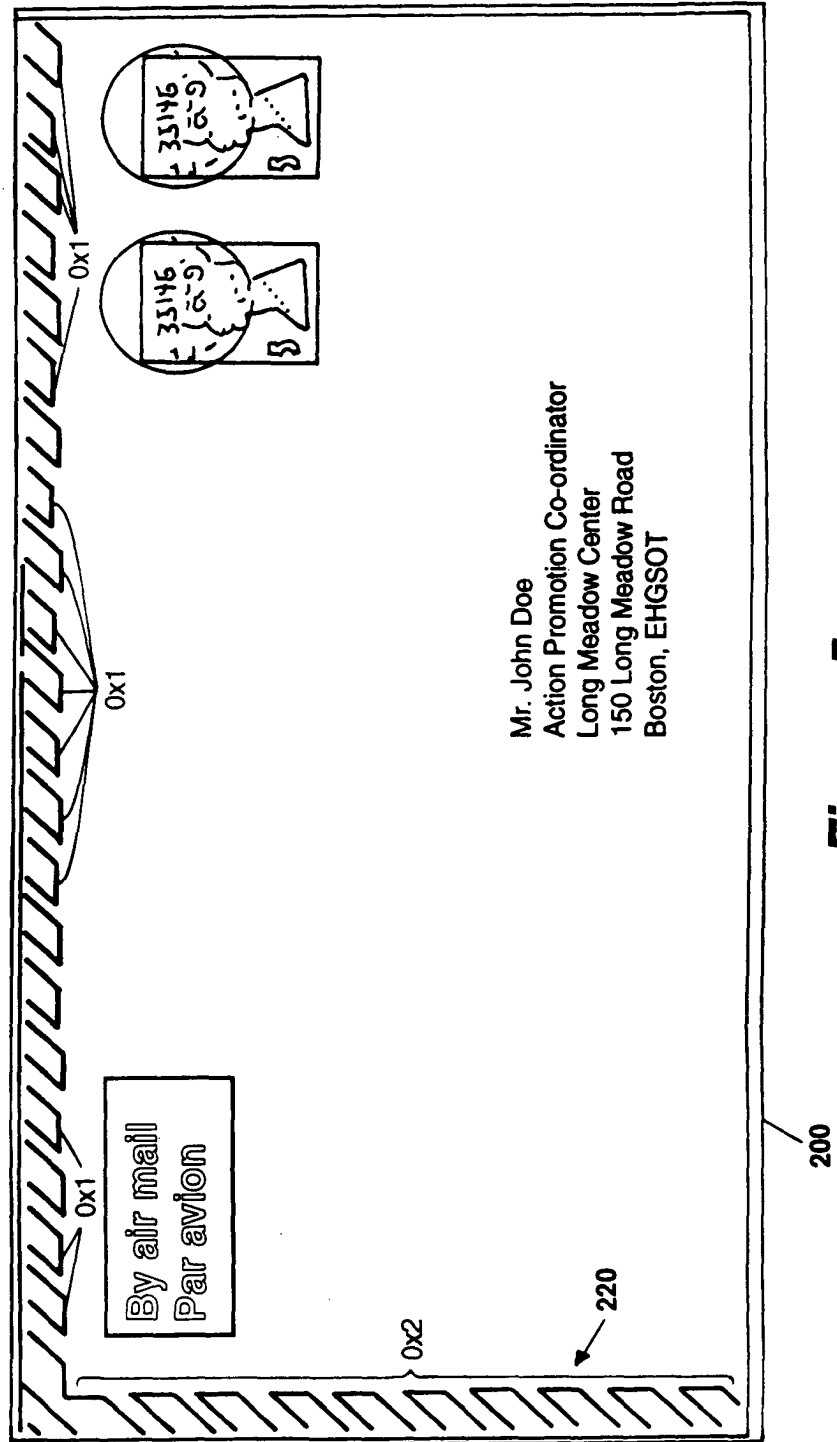 0x1
0x1
0x1
By air mail
Par avion
33146
33146
Mr. John Doe
Action Promotion Co-ordinator
Long Meadow Center
150 Long Meadow Road
Boston, EHGSOT
0x2
220
200